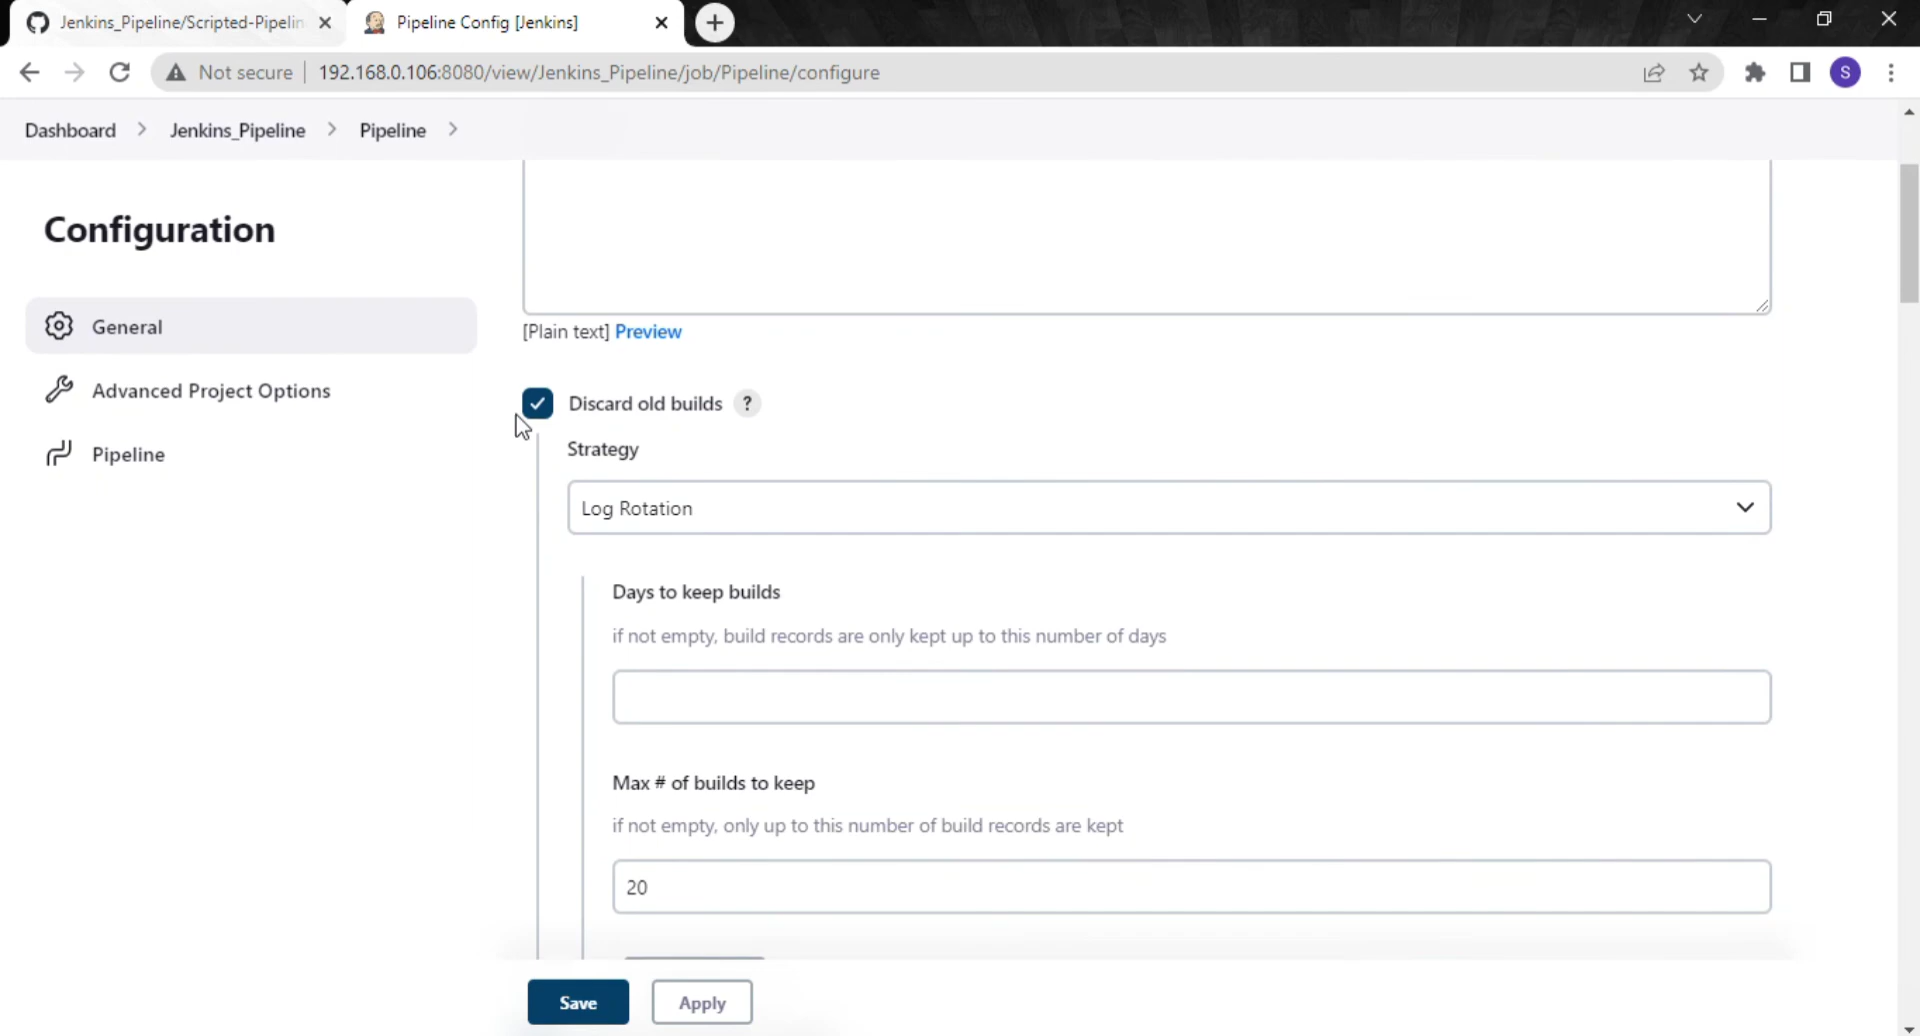 Jenkins_Pipeline/Scripted-Pipelin
Pipeline Config [Jenkins]
Not secure
192.168.0.106:8080/view/Jenkins_Pipeline/job/Pipeline/configure
S
Dashboard
Jenkins_Pipeline
Pipeline
Configuration
General
Advanced Project Options
Pipeline
[Plain text] Preview
Discard old builds ?
Strategy
Log Rotation
Days to keep builds
if not empty, build records are only kept up to this number of days
Max # of builds to keep
if not empty, only up to this number of build records are kept
20
Save
Apply